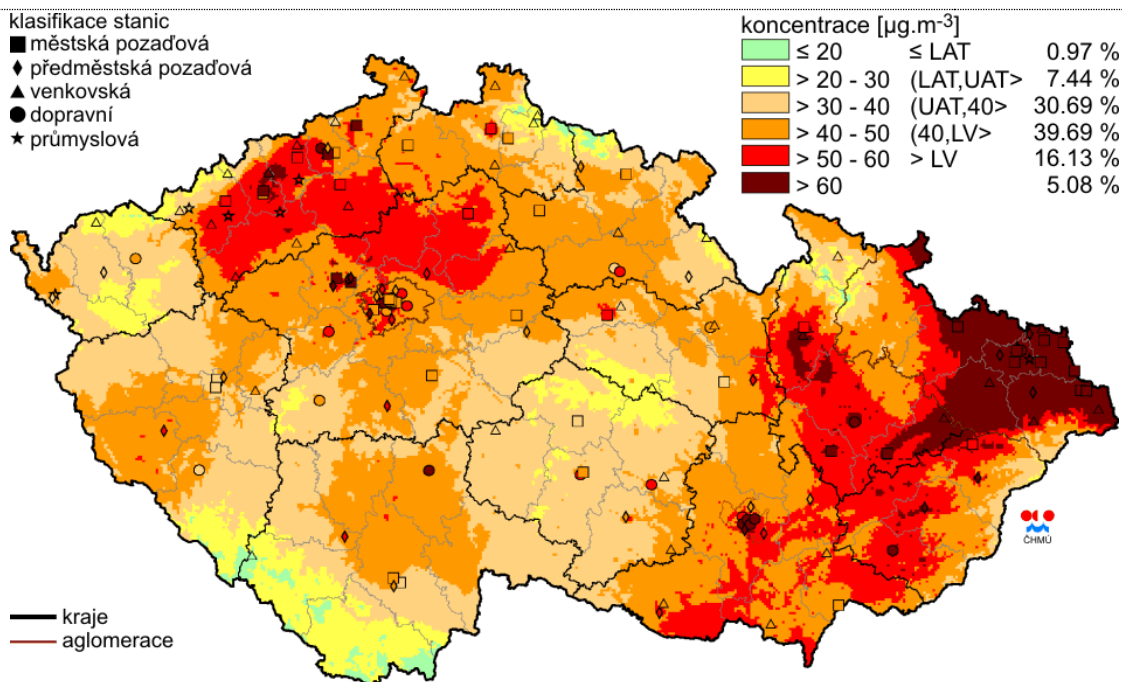 klasifikace stanic
městská pozaďová
předměstská pozaďová
venkovská
dopravní
průmyslová
koncentrace [µg.m-3]
≤ 20 ≤ LAT 0.97 %
> 20 - 30 (LAT,UAT> 7.44 %
> 30 - 40 (UAT,40> 30.69 %
> 40 - 50 (40,LV> 39.69 %
> 50 - 60 > LV 16.13 %
> 60 5.08 %
ČHMÚ
kraje
aglomerace